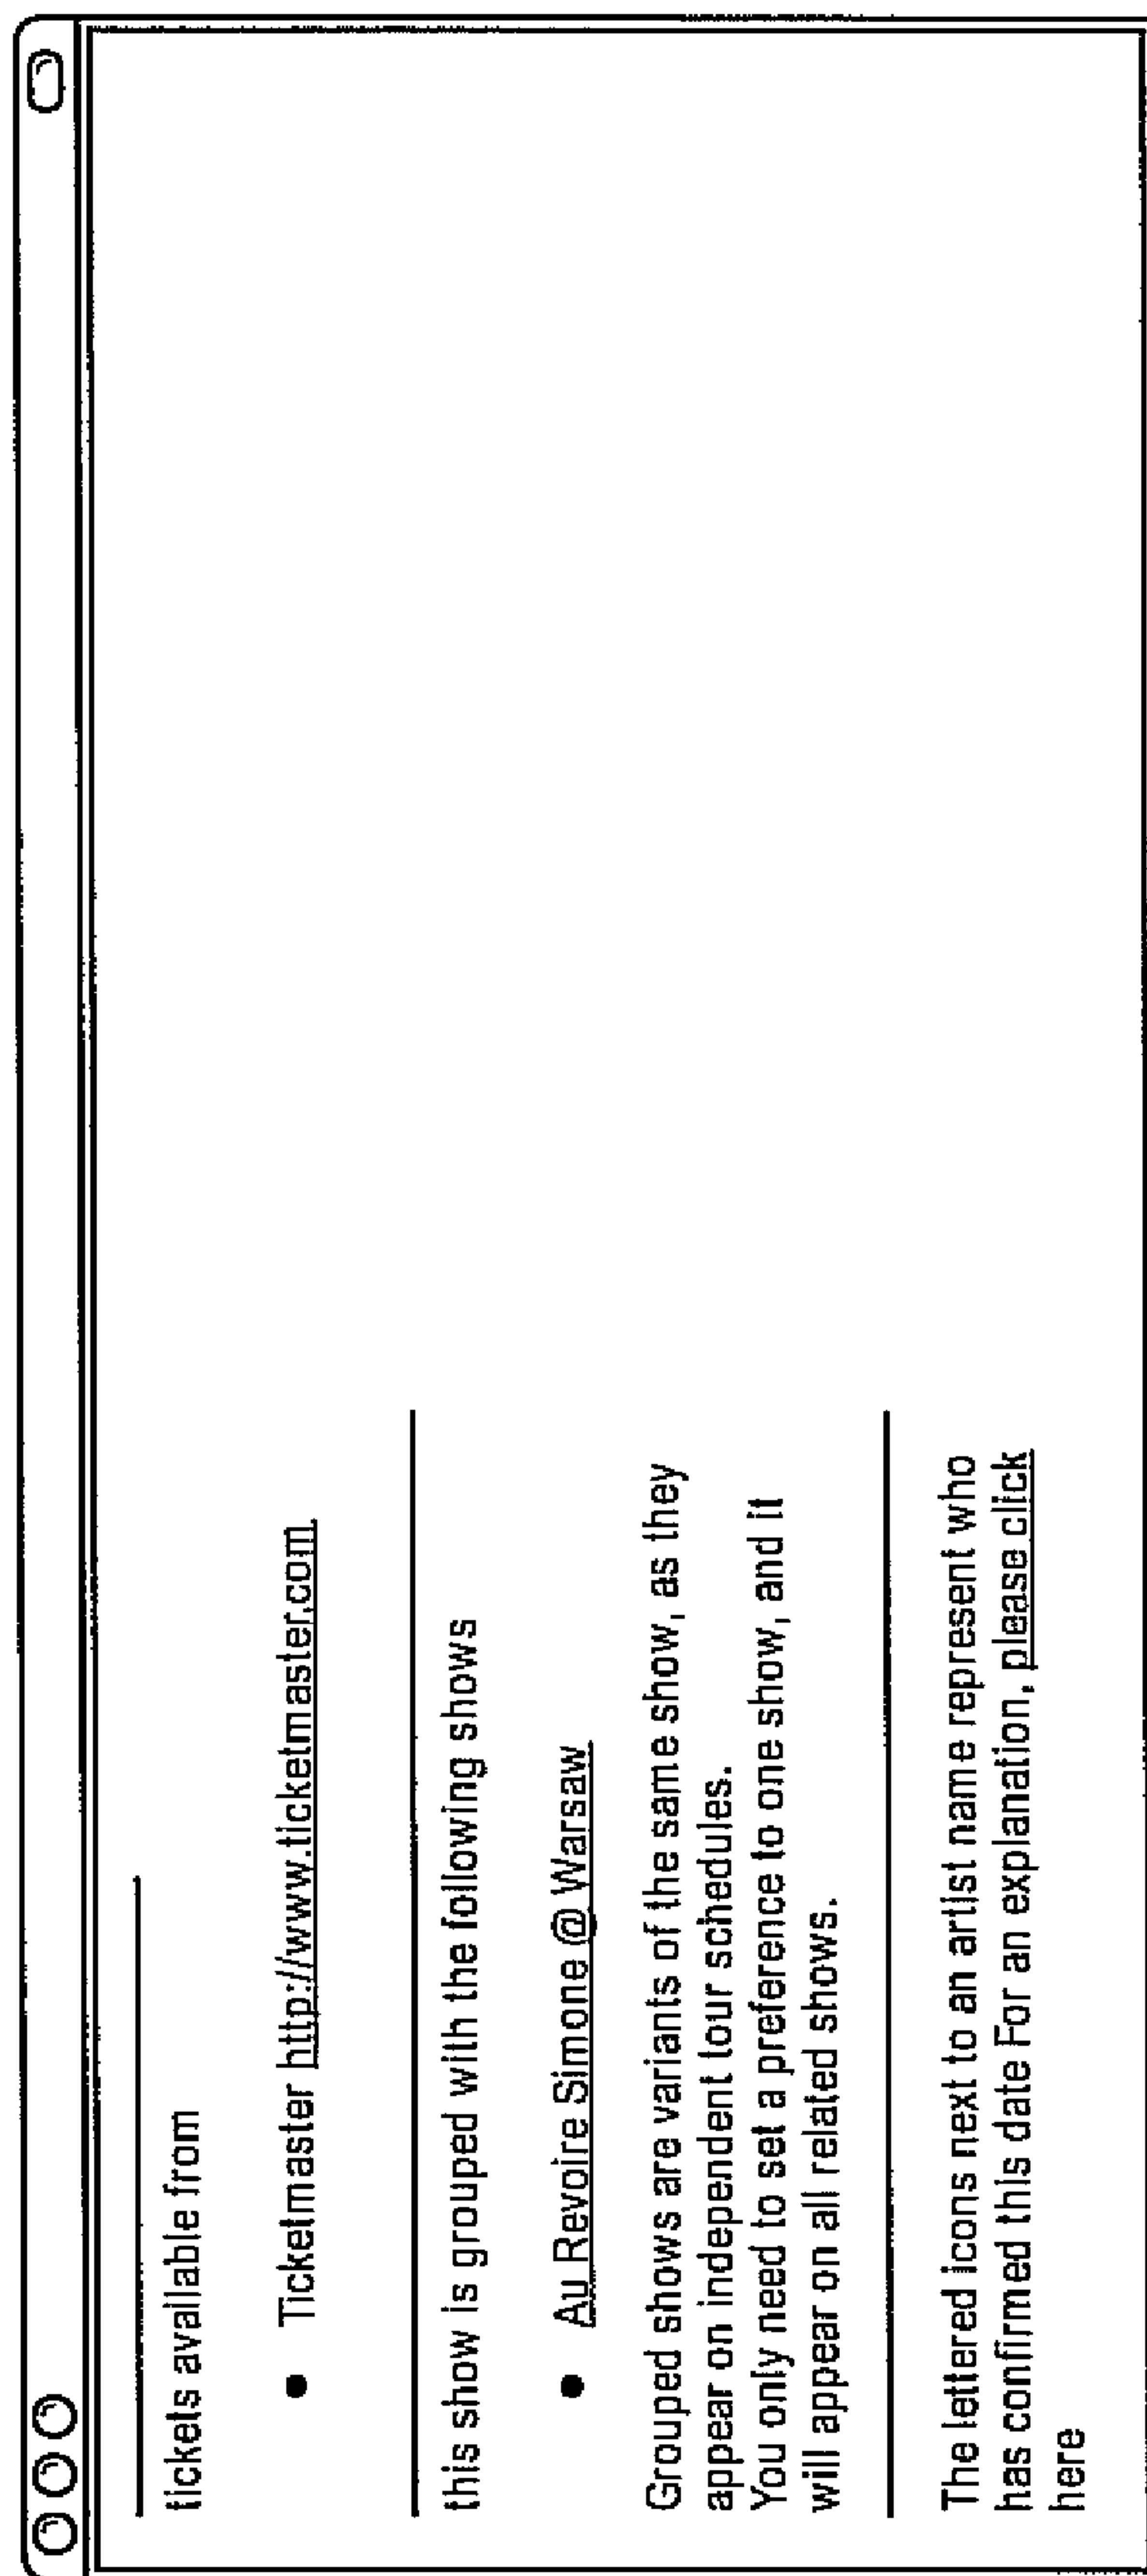 tickets available from
• Ticketmaster http://www.ticketmaster.com
this show is grouped with the following shows
• Au Revoire Simone @ Warsaw
Grouped shows are variants of the same show, as they
appear on independent tour schedules.
You only need to set a preference to one show, and it
will appear on all related shows.
The lettered icons next to an artist name represent who
has confirmed this date For an explanation, please click
here